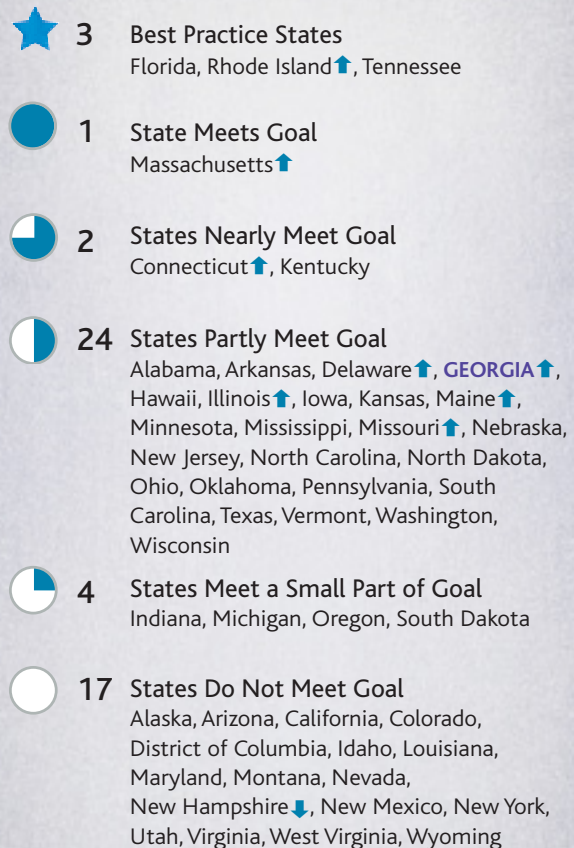 3 Best Practice States
Florida, Rhode Island⬆, Tennessee
1 State Meets Goal
Massachusetts⬆
2 States Nearly Meet Goal
Connecticut⬆, Kentucky
24 States Partly Meet Goal
Alabama, Arkansas, Delaware⬆, GEORGIA⬆,
Hawaii, Illinois⬆, Iowa, Kansas, Maine⬆,
Minnesota, Mississippi, Missouri⬆, Nebraska,
New Jersey, North Carolina, North Dakota,
Ohio, Oklahoma, Pennsylvania, South
Carolina, Texas, Vermont, Washington,
Wisconsin
4 States Meet a Small Part of Goal
Indiana, Michigan, Oregon, South Dakota
17 States Do Not Meet Goal
Alaska, Arizona, California, Colorado,
District of Columbia, Idaho, Louisiana,
Maryland, Montana, Nevada,
New Hampshire⬇, New Mexico, New York,
Utah, Virginia, West Virginia, Wyoming